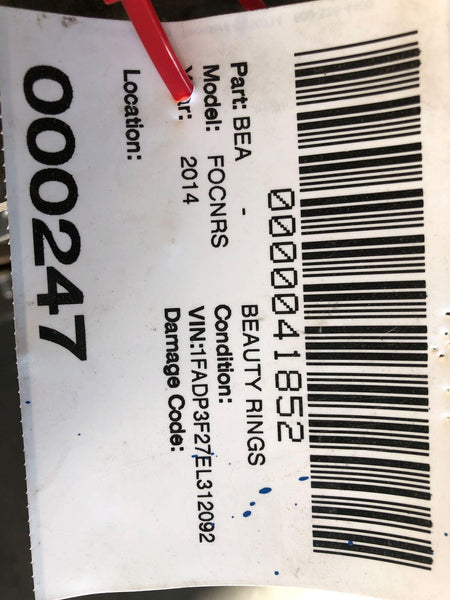 0000041852
Part: BEA - BEAUTY RINGS
Model: FOCNRS Condition:
2014 VIN:1FADP3F27EL312092
Damage Code:
Location:
000247